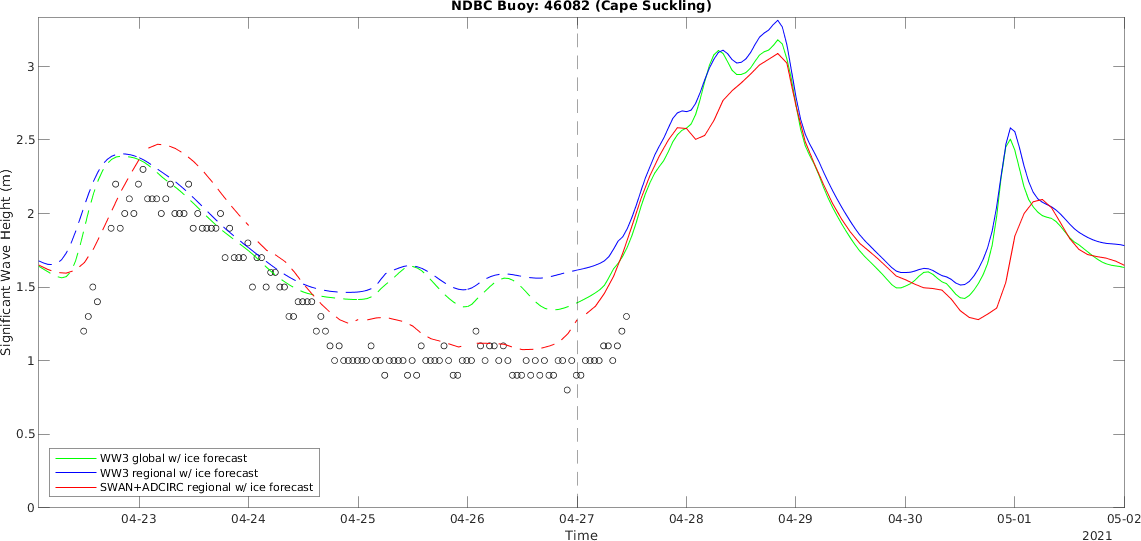 NDBC Buoy: 46082 (Cape Suckling)
3
2.5
2
1.5
1
0.5
0
Significant Wave Height (m)
WW3 global w/ ice forecast
WW3 regional w/ ice forecast
SWAN+ADCIRC regional w/ ice forecast
04-23 04-24 04-25 04-26 04-27 04-28 04-29 04-30 05-01 05-02
Time
2021